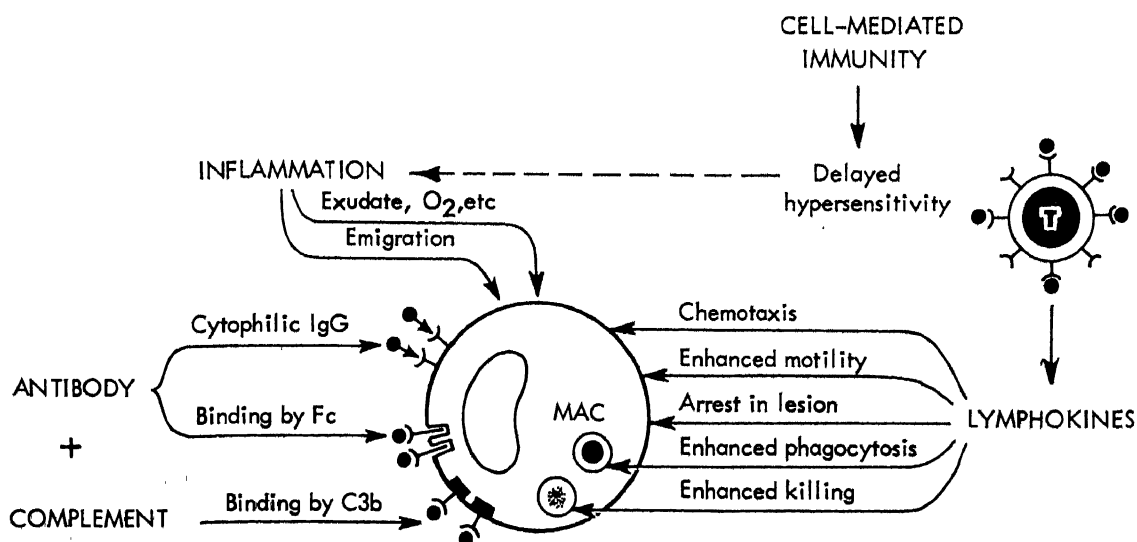 CELL-MEDIATED
IMMUNITY
INFLAMMATION
Delayed
hypersensitivity
Exudate, O2,etc
Emigration
T
Cytophilic IgG
Chemotaxis
Enhanced motility
ANTIBODY
MAC
Arrest in lesion
LYMPHOKINES
Binding by Fc
+
Enhanced phagocytosis
Enhanced killing
Binding by C3b
COMPLEMENT